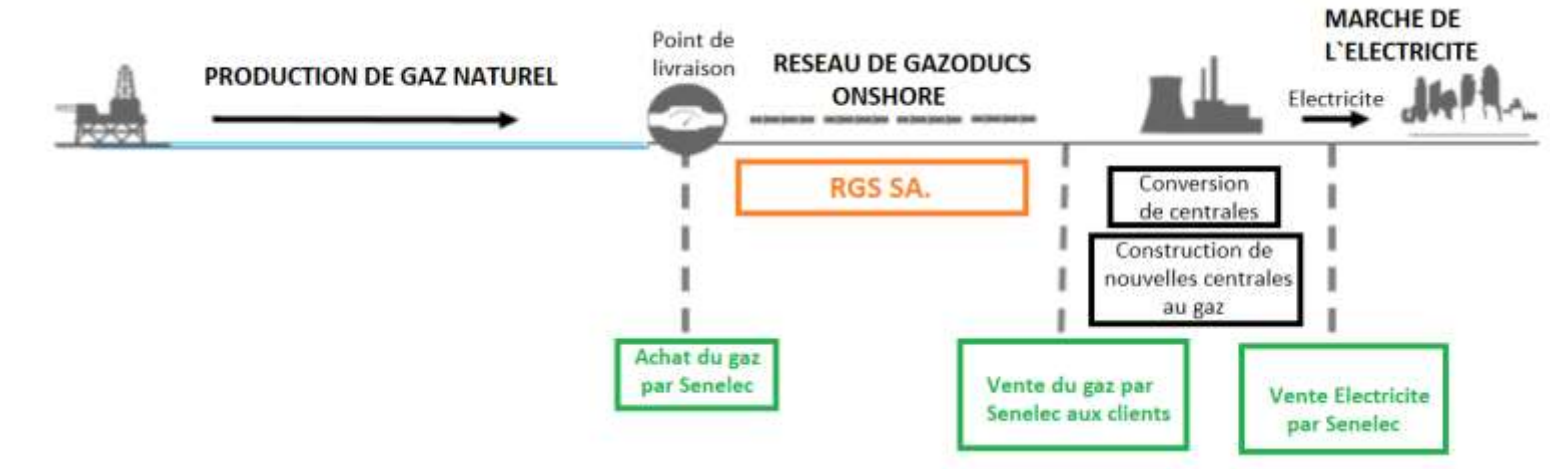 PRODUCTION DE GAZ NATUREL
Point de
livraison
RESEAU DE GAZODUCS
ONSHORE
MARCHE DE
L`ELECTRICITE
Electricite
RGS SA.
Conversion
de centrales
Construction de
nouvelles centrales
au gaz
Achat du gaz
par Senelec
Vente du gaz par
Senelec aux clients
Vente Electricite
par Senelec